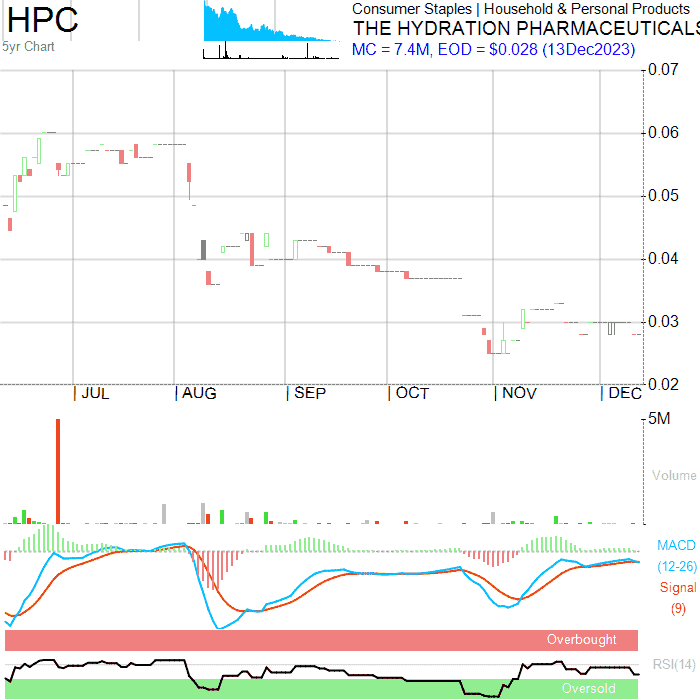 HPC
5yr Chart
Consumer Staples | Household & Personal Products
THE HYDRATION PHARMACEUTICALS
MC = 7.4M, EOD = $0.028 (13Dec2023)
0.07
0.06
0.05
0.04
0.03
0.02
JUL AUG SEP OCT NOV DEC
5M
Volume
MACD
(12-26)
Signal
(9)
Overbought
RSI(14)
Oversold